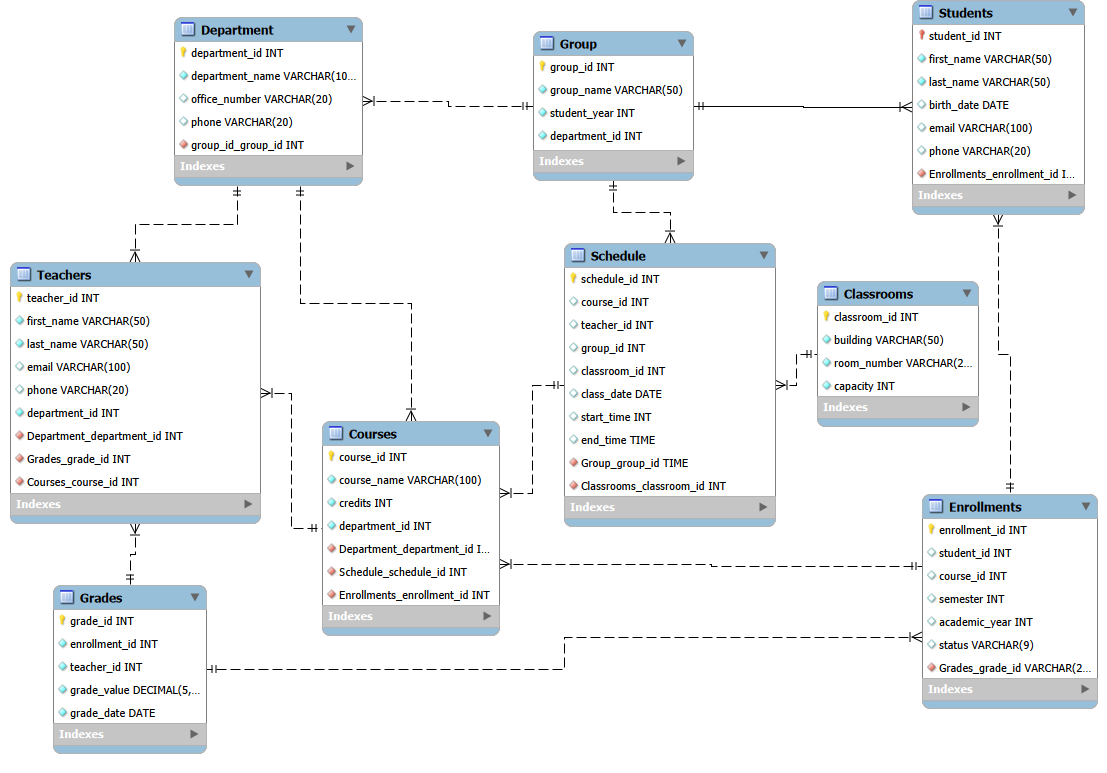 Department
department_id INT
department_name VARCHAR(10...
office_number VARCHAR(20)
phone VARCHAR(20)
group_id_group_id INT
Indexes
Group
group_id INT
group_name VARCHAR(50)
student_year INT
department_id INT
Indexes
Students
student_id INT
first_name VARCHAR(50)
last_name VARCHAR(50)
birth_date DATE
email VARCHAR(100)
phone VARCHAR(20)
Enrollments_enrollment_id I...
Indexes
Teachers
teacher_id INT
first_name VARCHAR(50)
last_name VARCHAR(50)
email VARCHAR(100)
phone VARCHAR(20)
department_id INT
Department_department_id INT
Grades_grade_id INT
Courses_course_id INT
Indexes
Schedule
schedule_id INT
course_id INT
teacher_id INT
group_id INT
classroom_id INT
class_date DATE
start_time INT
end_time TIME
Group_group_id TIME
Classrooms_classroom_id INT
Indexes
Classrooms
classroom_id INT
building VARCHAR(50)
room_number VARCHAR(2...
capacity INT
Indexes
Courses
course_id INT
course_name VARCHAR(100)
credits INT
department_id INT
Department_department_id I...
Schedule_schedule_id INT
Enrollments_enrollment_id INT
Indexes
Enrollments
enrollment_id INT
student_id INT
course_id INT
semester INT
academic_year INT
status VARCHAR(9)
Grades_grade_id VARCHAR(2...
Indexes
Grades
grade_id INT
enrollment_id INT
teacher_id INT
grade_value DECIMAL(5,...
grade_date DATE
Indexes